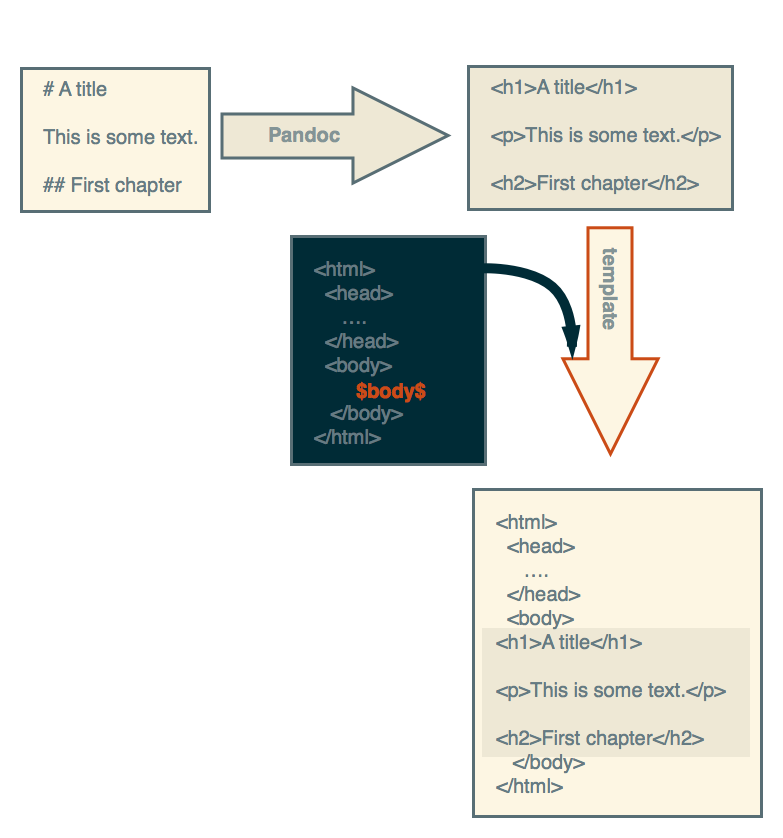 # A title
This is some text.
## First chapter
Pandoc
<h1>A title</h1>
<p>This is some text.</p>
<h2>First chapter</h2>
template
<html>
<head>
....
</head>
<body>
$body$
</body>
</html>
<html>
<head>
....
</head>
<body>
<h1>A title</h1>
<p>This is some text.</p>
<h2>First chapter</h2>
</body>
</html>